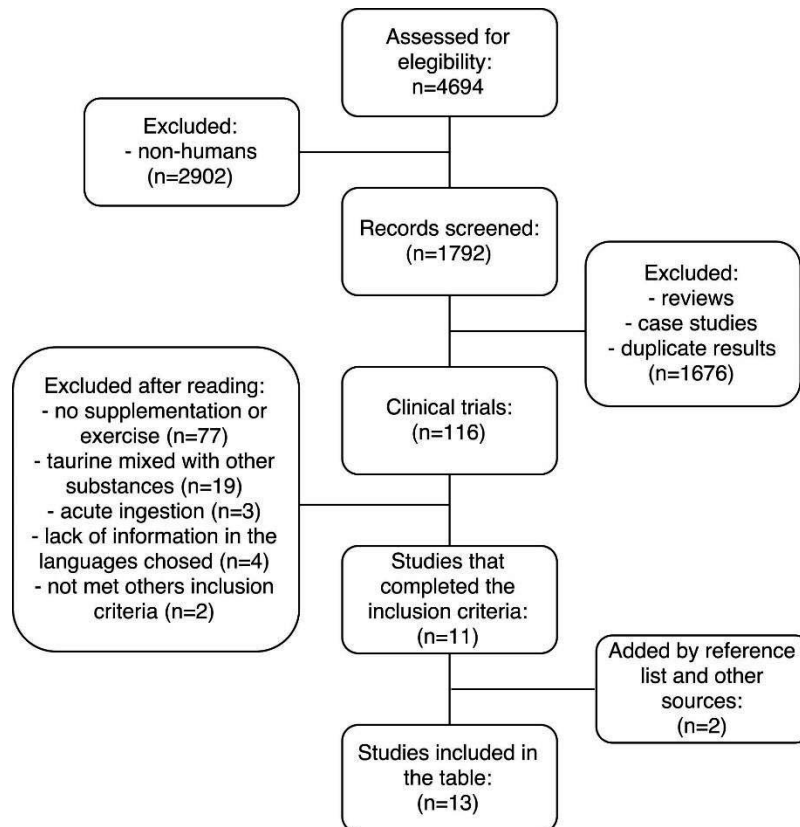 Assessed for
elegibility:
n=4694
Excluded:
- non-humans
(n=2902)
Records screened:
(n=1792)
Excluded:
- reviews
- case studies
- duplicate results
(n=1676)
Clinical trials:
(n=116)
Excluded after reading:
- no supplementation or
exercise (n=77)
- taurine mixed with other
substances (n=19)
- acute ingestion (n=3)
- lack of information in the
languages chosed (n=4)
- not met others inclusion
criteria (n=2)
Studies that
completed the
inclusion criteria:
(n=11)
Added by reference
list and other
sources:
(n=2)
Studies included in
the table:
(n=13)